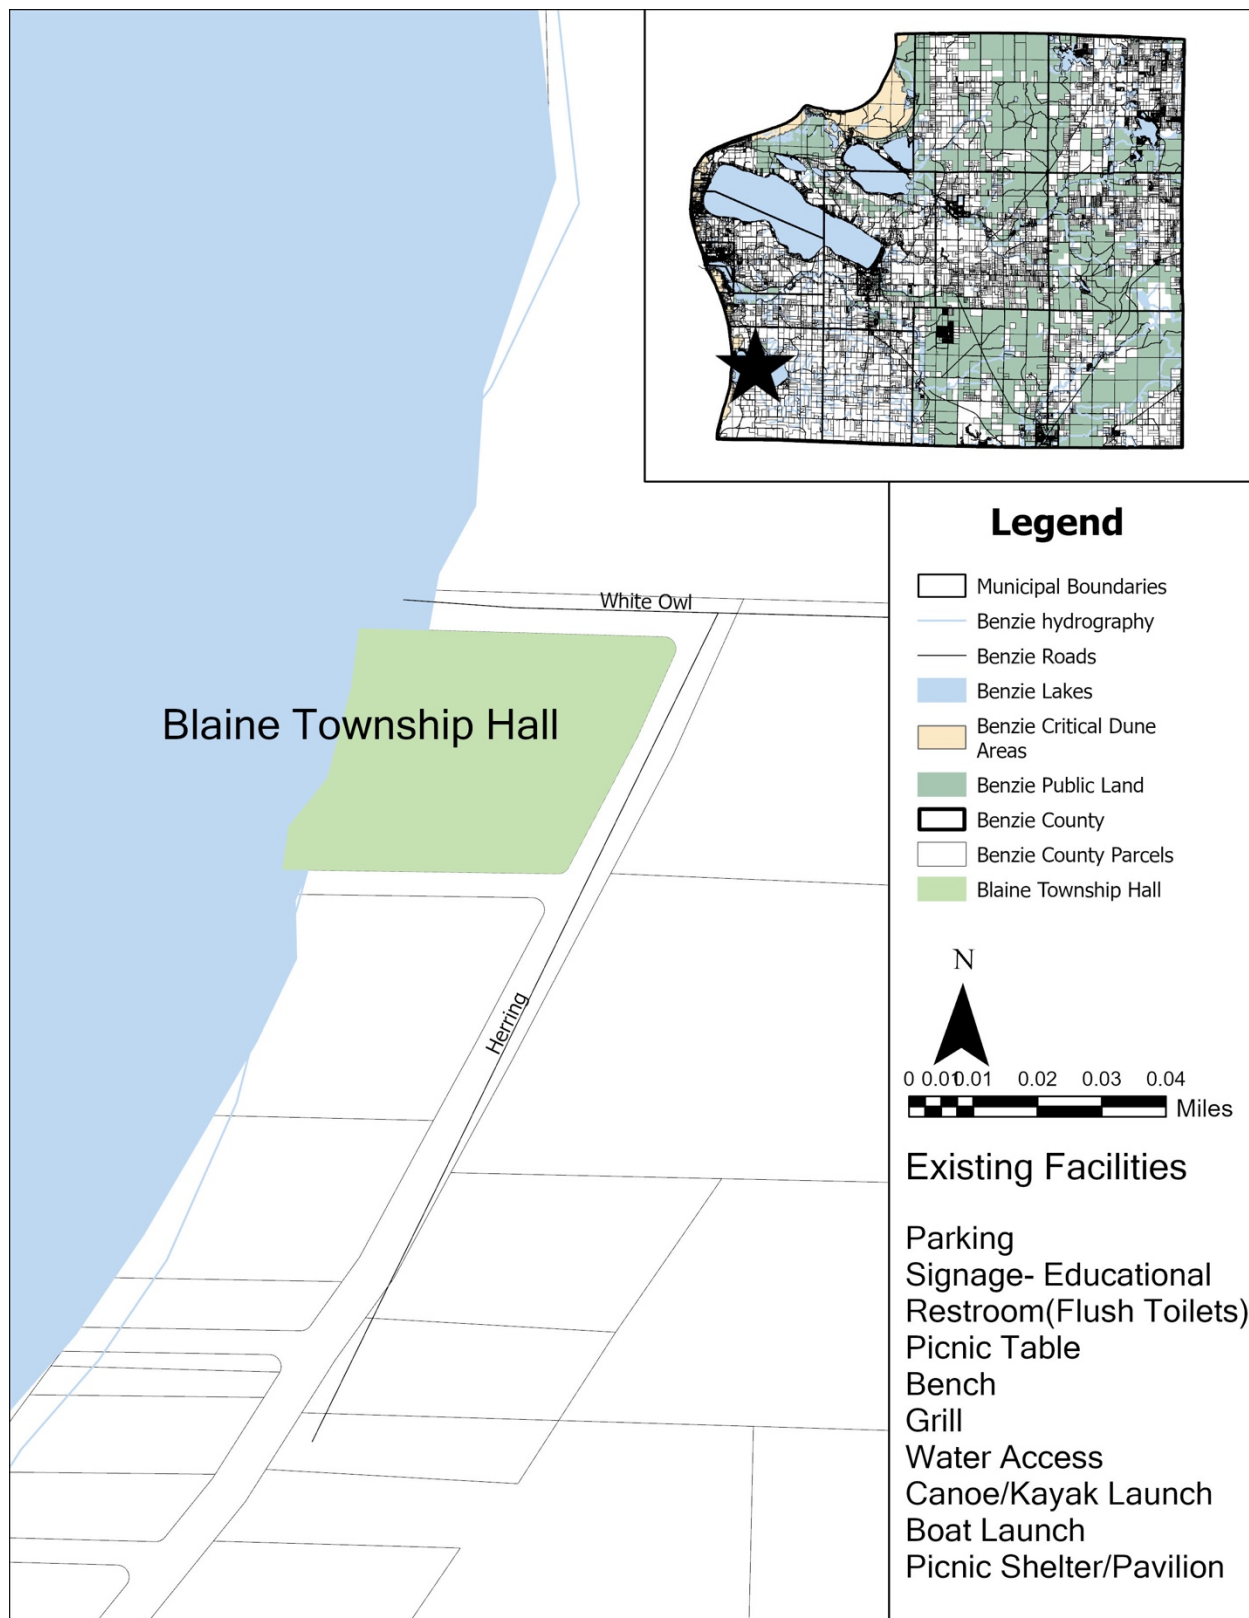 White Owl
Blaine Township Hall
Herring
Legend
Municipal Boundaries
Benzie hydrography
Benzie Roads
Benzie Lakes
Benzie Critical Dune
Areas
Benzie Public Land
Benzie County
Benzie County Parcels
Blaine Township Hall
N
0 0.01 0.01 0.02 0.03 0.04
Miles
Existing Facilities
Parking
Signage- Educational
Restroom(Flush Toilets)
Picnic Table
Bench
Grill
Water Access
Canoe/Kayak Launch
Boat Launch
Picnic Shelter/Pavilion